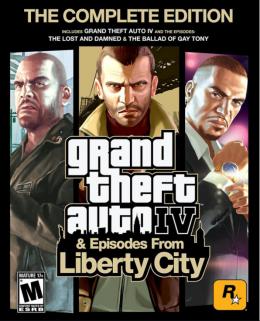 THE COMPLETE EDITION
INCLUDES GRAND THEFT AUTO IV AND THE EPISODES:
THE LOST AND DAMNED & THE BALLAD OF GAY TONY
grand
theft
auto IV
& Episodes From
Liberty City
MATURE 17+
M
ESRB
R